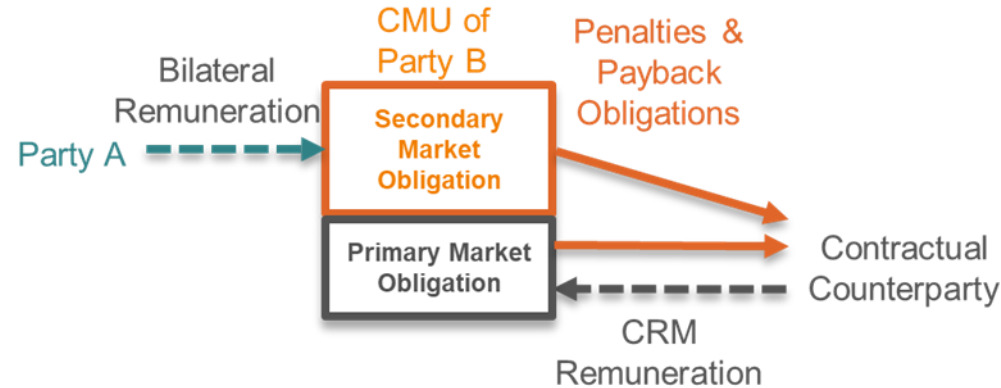 CMU of
Party B
Penalties &
Payback
Obligations
Bilateral
Remuneration
Party A
Secondary
Market
Obligation
Primary Market
Obligation
Contractual
Counterparty
CRM
Remuneration